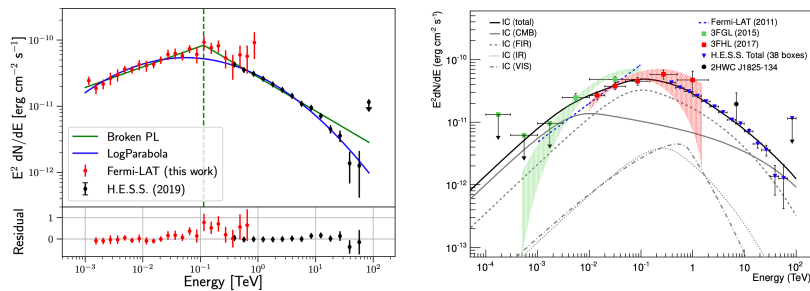 E² dN/dE [erg cm⁻² s⁻¹]
10⁻¹⁰
10⁻¹¹
10⁻¹²
Broken PL
LogParabola
Fermi-LAT (this work)
H.E.S.S. (2019)
Residual
1
0
10⁻³
10⁻²
10⁻¹
10⁰
10¹
10²
Energy [TeV]
E²dN/dE (erg cm⁻² s⁻¹)
10⁻¹⁰
10⁻¹¹
10⁻¹²
10⁻¹³
IC (total)
IC (CMB)
IC (FIR)
IC (IR)
IC (VIS)
Fermi-LAT (2011)
3FGL (2015)
3FHL (2017)
H.E.S.S. Total (38 boxes)
2HWC J1825-134
10⁻⁴
10⁻³
10⁻²
10⁻¹
1
10
10²
Energy (TeV)